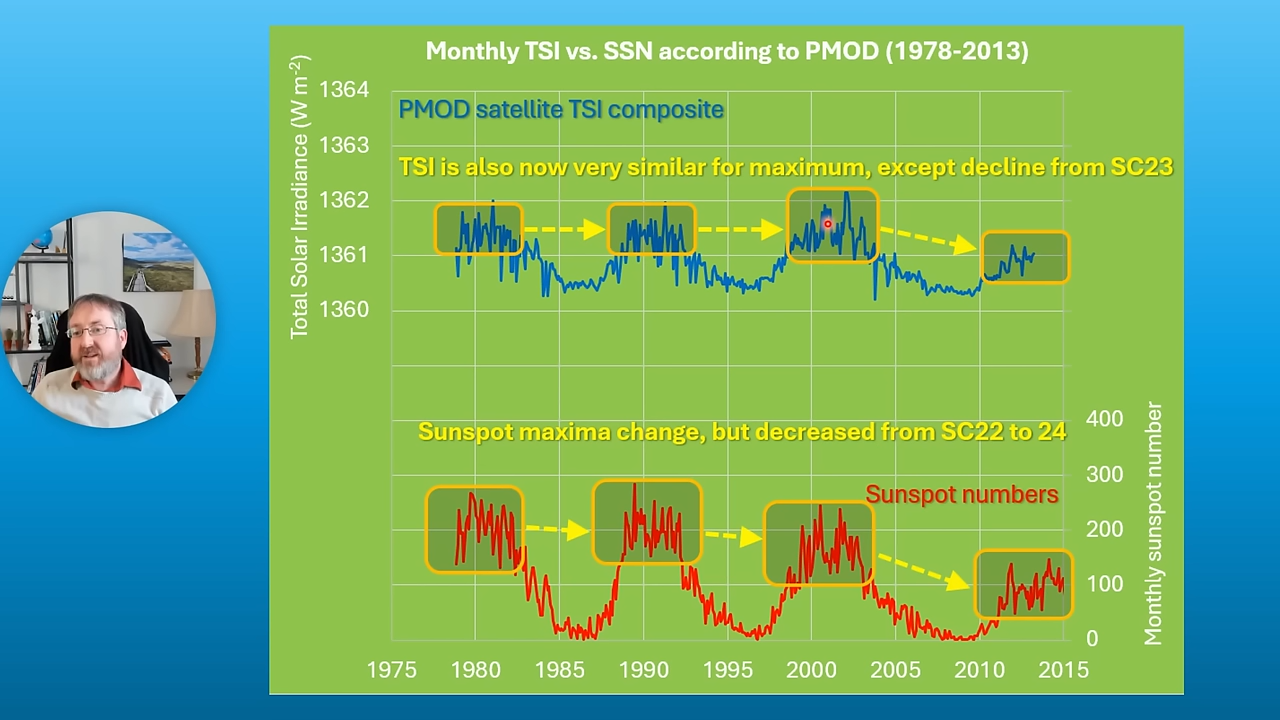 Monthly TSI vs. SSN according to PMOD (1978-2013)
Total Solar Irradiance (W m-2)
1364
1363
1362
1361
1360
PMOD satellite TSI composite
TSI is also now very similar for maximum, except decline from SC23
Sunspot maxima change, but decreased from SC22 to 24
Sunspot numbers
400
300
200
100
0
Monthly sunspot number
1975 1980 1985 1990 1995 2000 2005 2010 2015